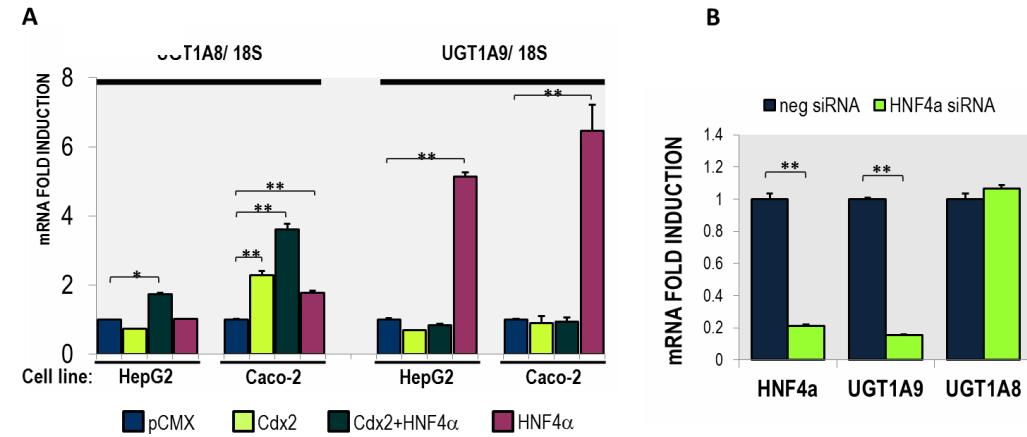 A
UGT1A8/ 18S
UGT1A9/ 18S
mRNA FOLD INDUCTION
8
6
4
2
0
*
**
**
**
**
**
Cell line:
HepG2
Caco-2
HepG2
Caco-2
pCMX
Cdx2
Cdx2+HNF4α
HNF4α
B
neg siRNA
HNF4a siRNA
mRNA FOLD INDUCTION
1.4
1.2
1
0.8
0.6
0.4
0.2
0
**
**
HNF4a
UGT1A9
UGT1A8